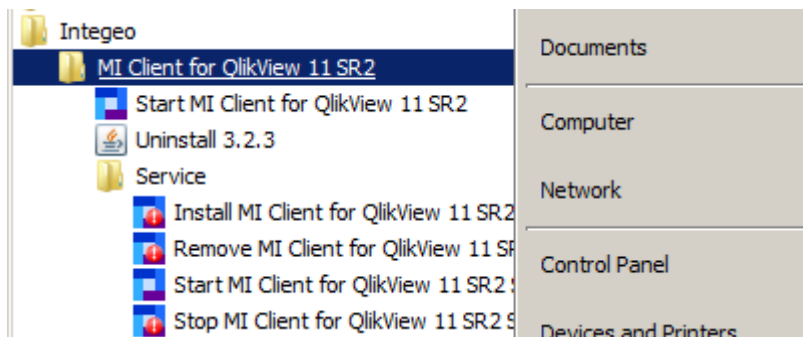 Integeo
MI Client for QlikView 11 SR2
Start MI Client for QlikView 11 SR2
Uninstall 3.2.3
Service
Install MI Client for QlikView 11 SR2
Remove MI Client for QlikView 11
Start MI Client for QlikView 11 SR2
Stop MI Client for QlikView 11 SR2
Documents
Computer
Network
Control Panel
Devices and Printers